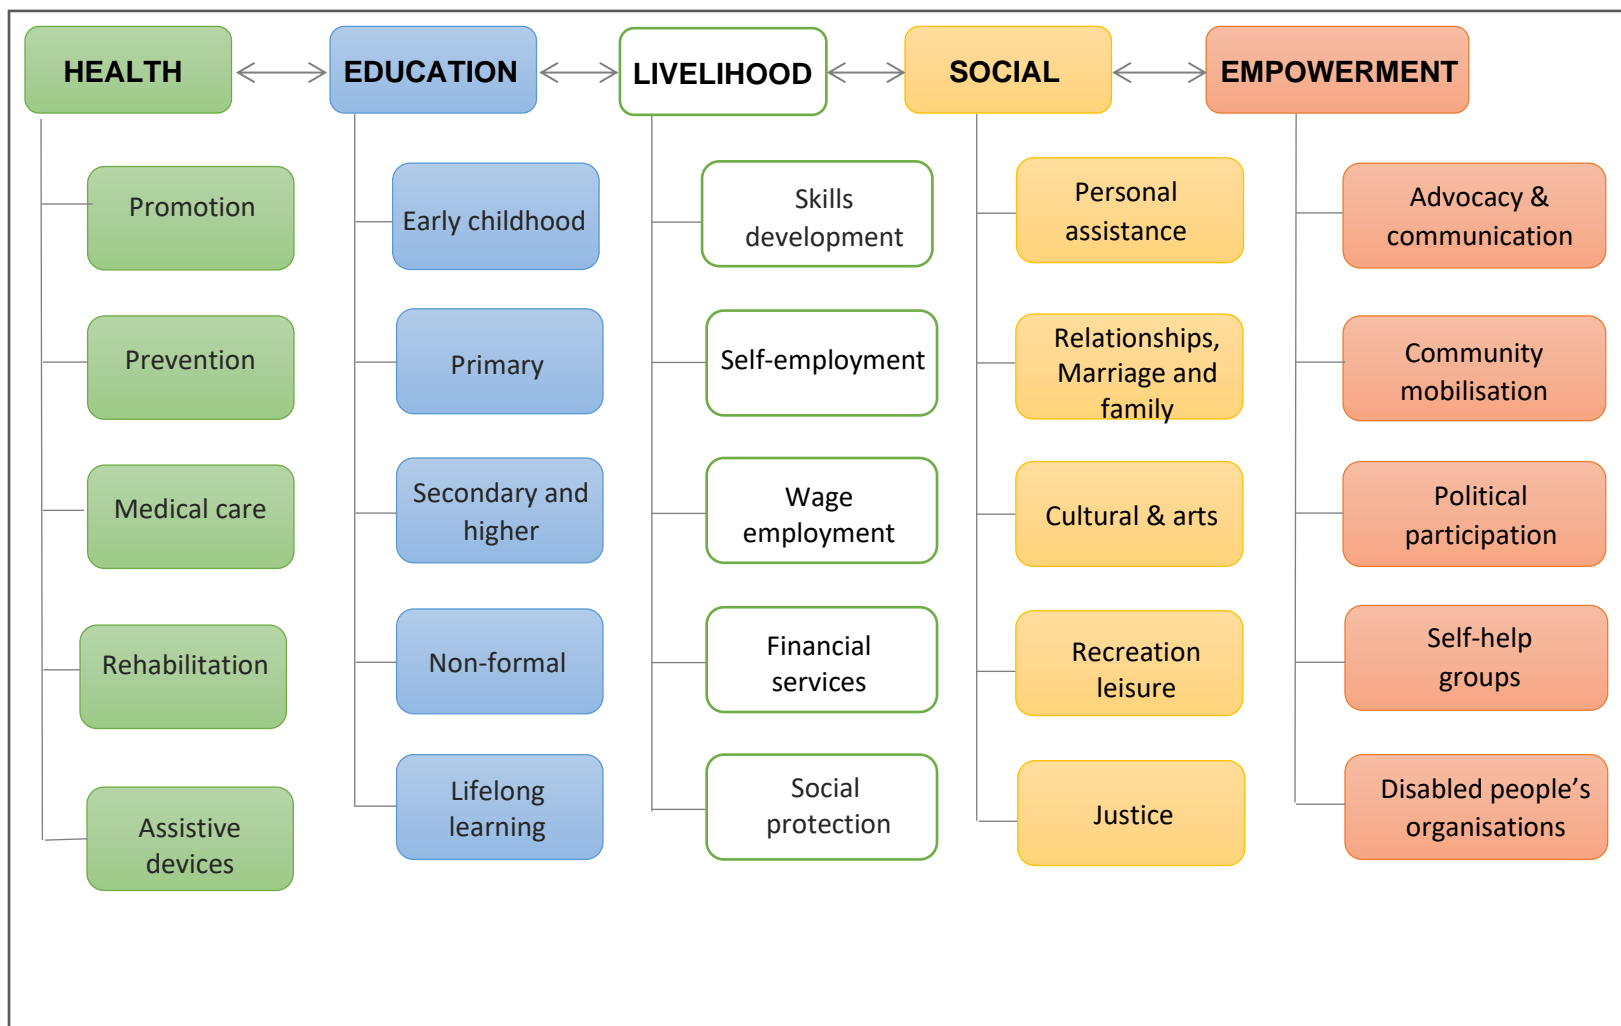 HEALTH
EDUCATION
LIVELIHOOD
SOCIAL
EMPOWERMENT
Promotion
Prevention
Medical care
Rehabilitation
Assistive
devices
Early childhood
Primary
Secondary and
higher
Non-formal
Lifelong
learning
Skills
development
Self-employment
Wage
employment
Financial
services
Social
protection
Personal
assistance
Relationships,
Marriage and
family
Cultural & arts
Recreation
leisure
Justice
Advocacy &
communication
Community
mobilisation
Political
participation
Self-help
groups
Disabled people’s
organisations